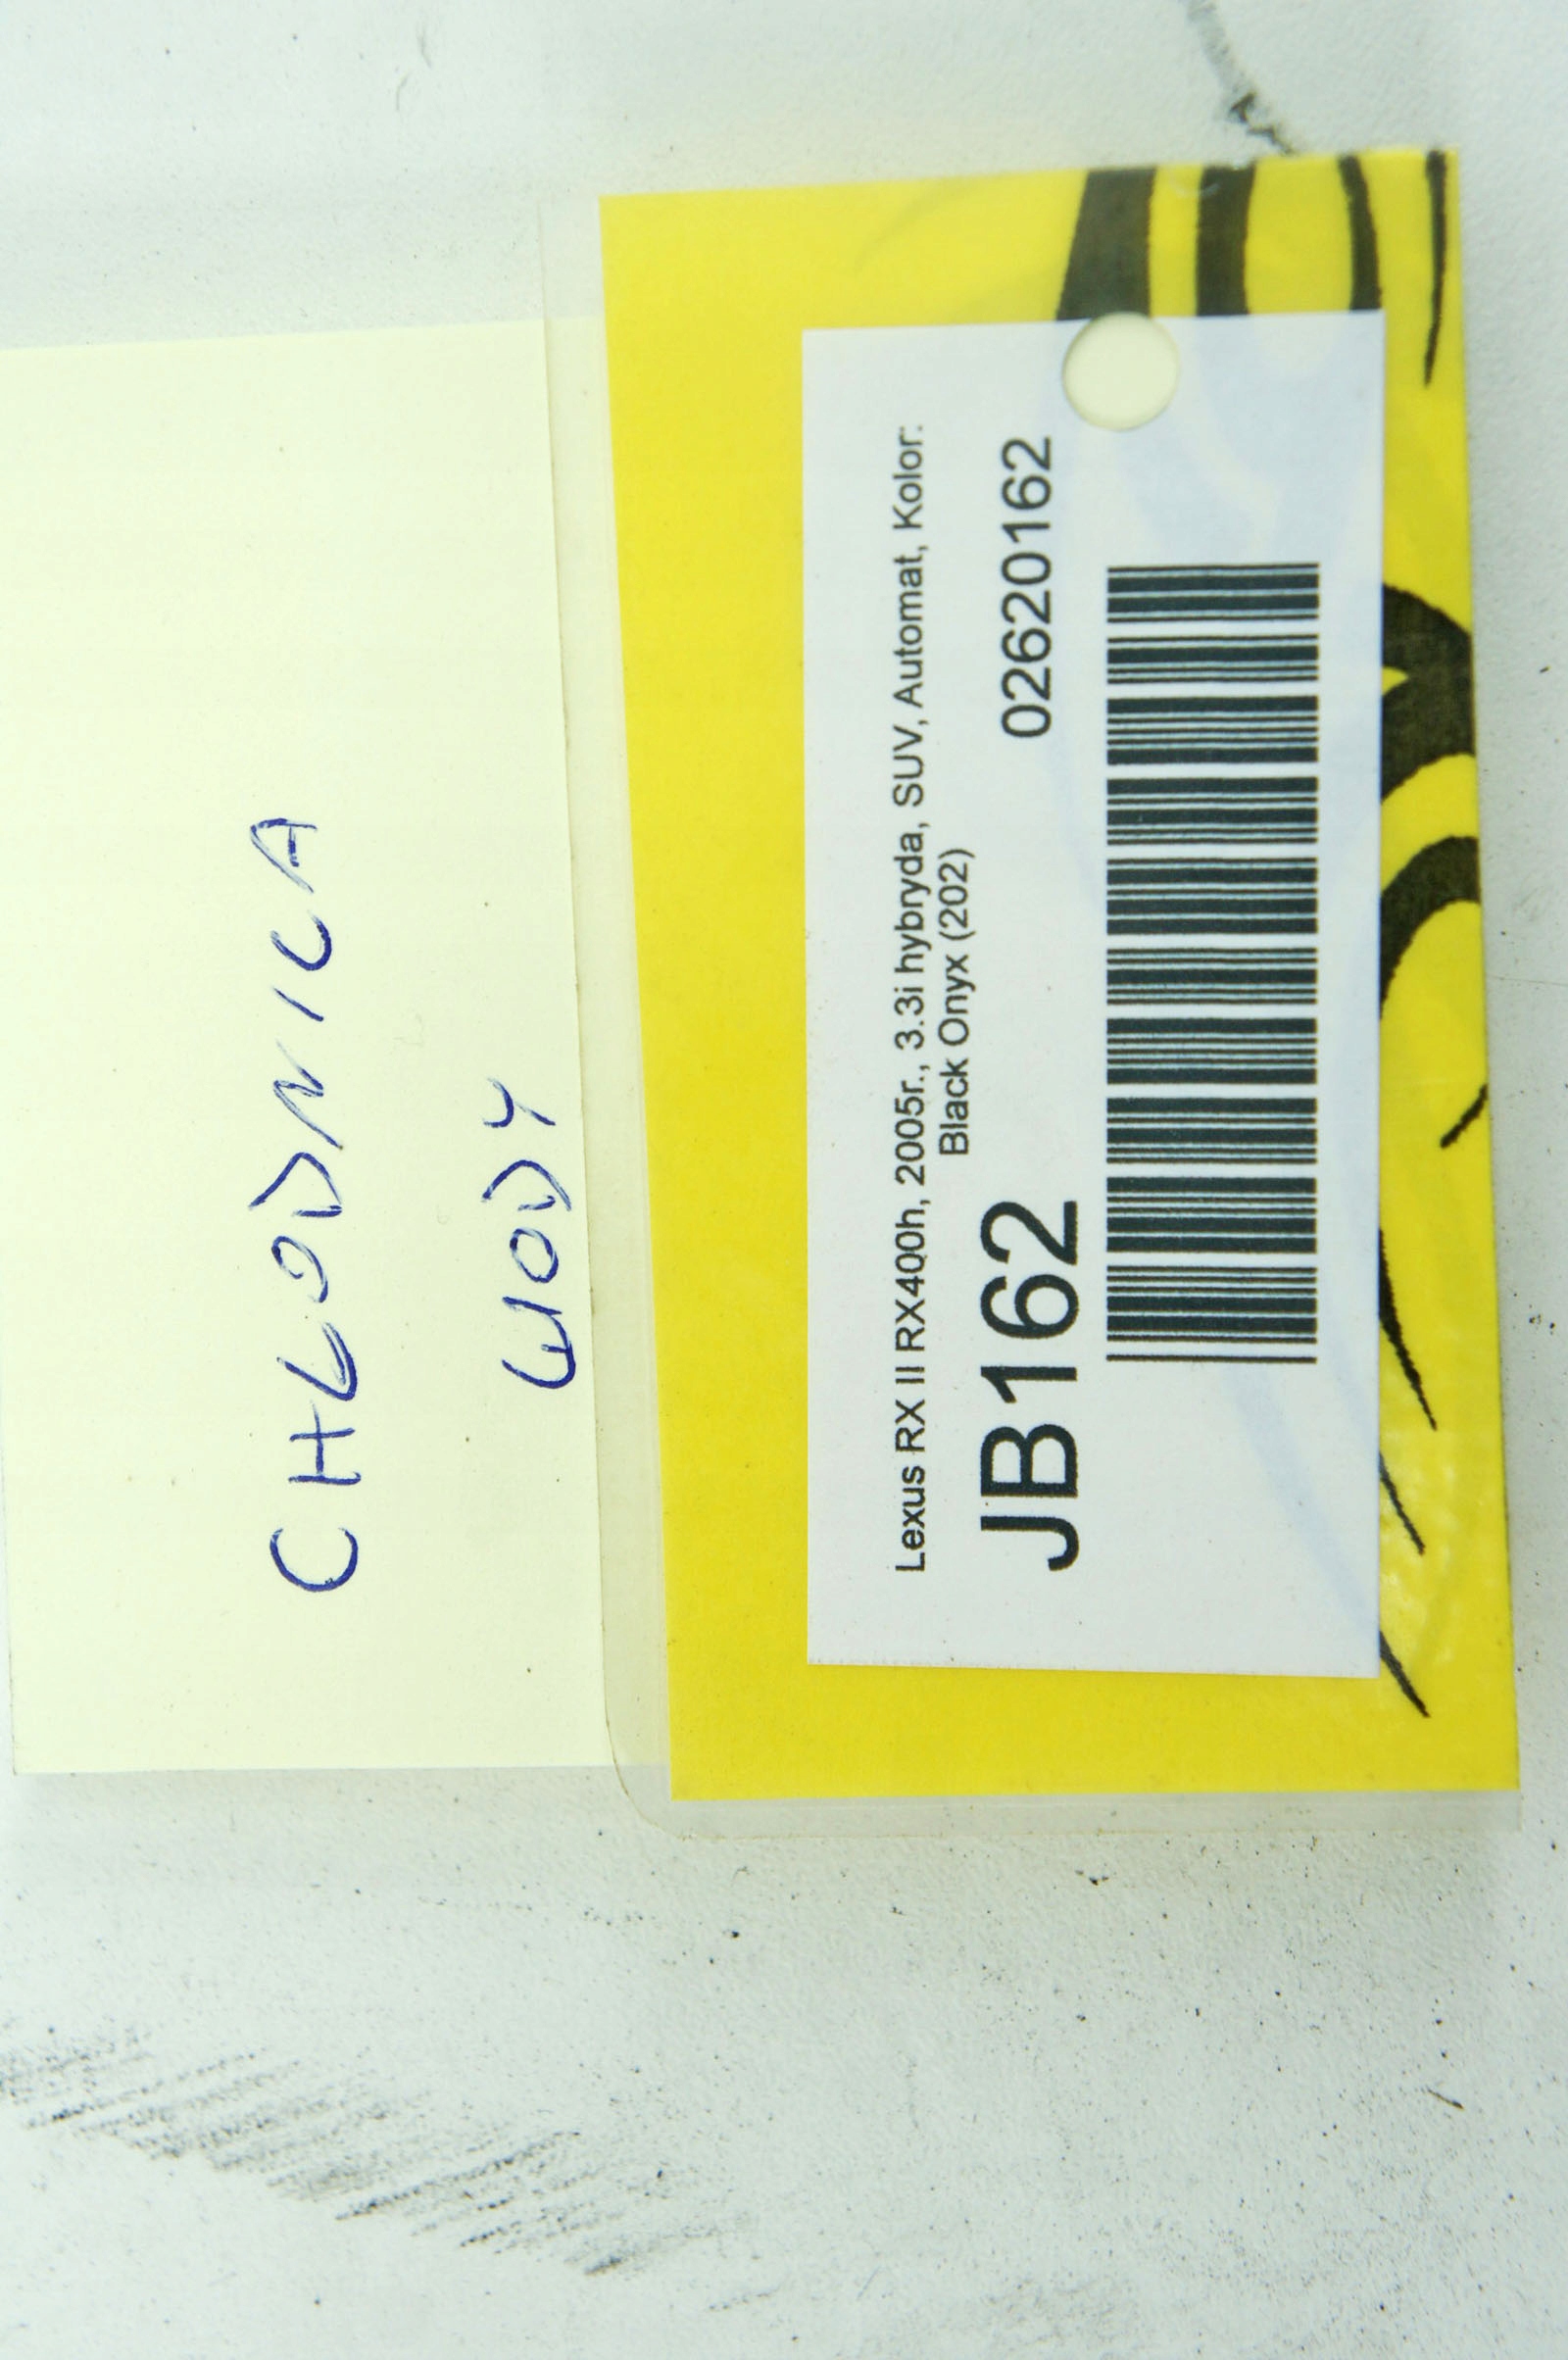 CHŁODNICA
WODY
Lexus RX II RX400h, 2005r., 3.3i hybryda, SUV, Automat, Kolor:
Black Onyx (202)
JB162 02620162